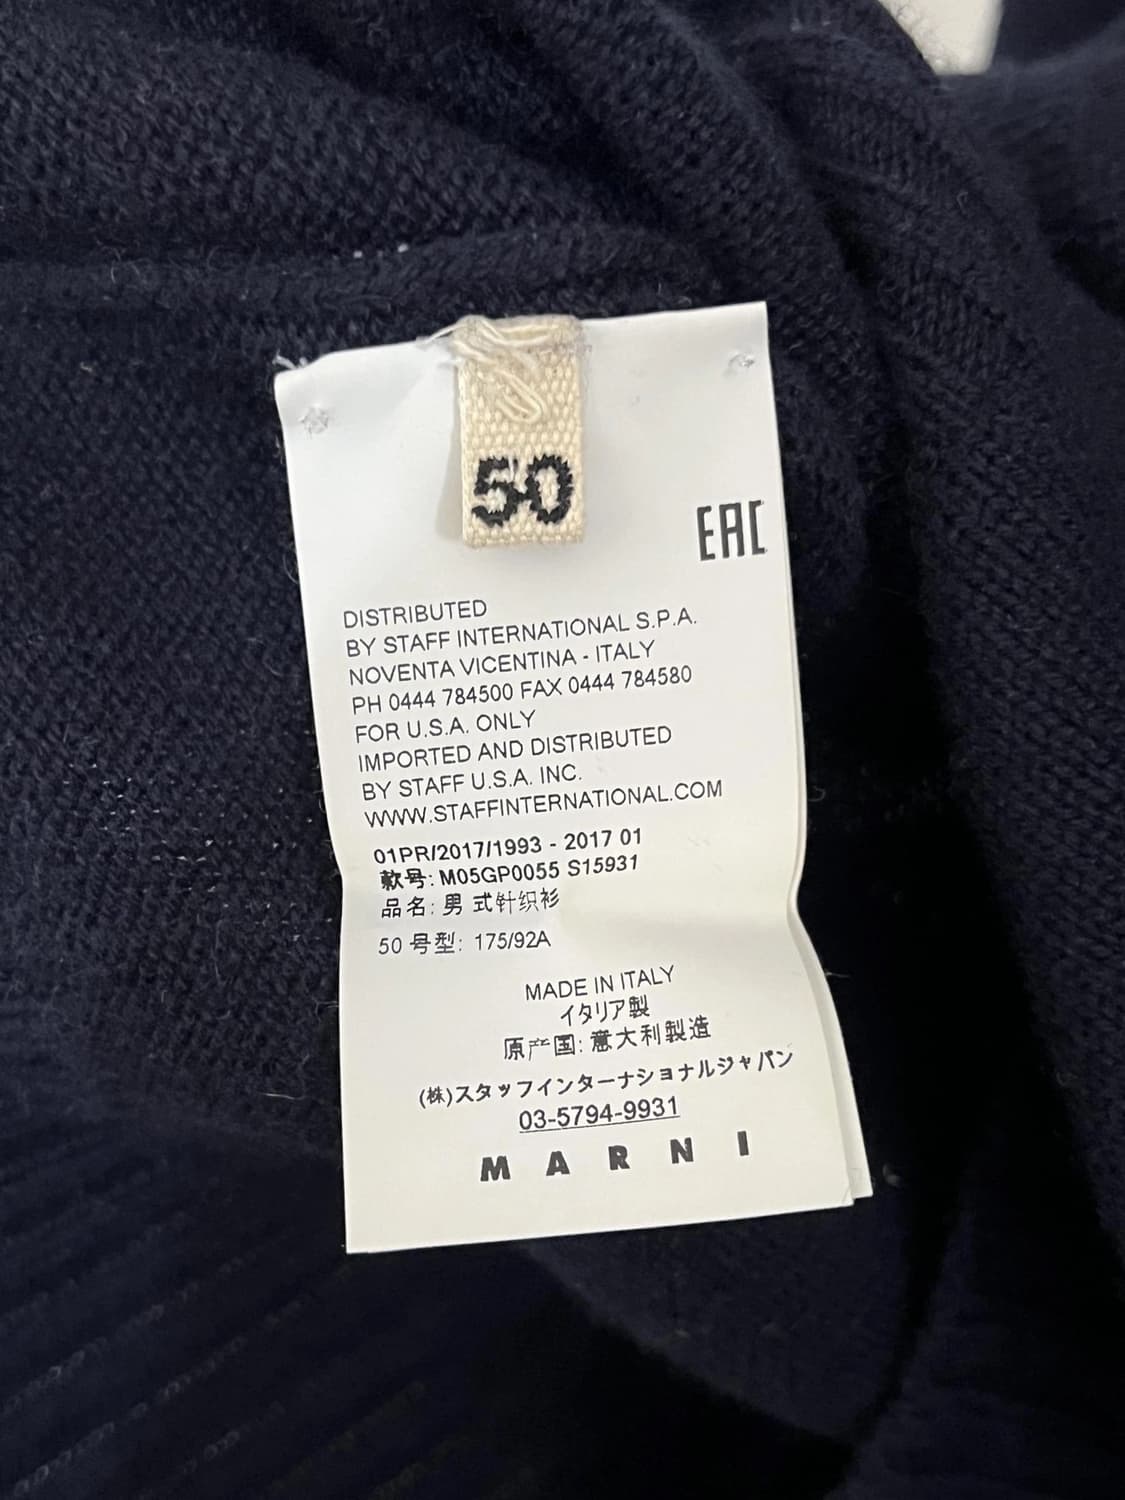 50
EAC
DISTRIBUTED
BY STAFF INTERNATIONAL S.P.A.
NOVENTA VICENTINA - ITALY
PH 0444 784500 FAX 0444 784580
FOR U.S.A. ONLY
IMPORTED AND DISTRIBUTED
BY STAFF U.S.A. INC.
WWW.STAFFINTERNATIONAL.COM
01PR/2017/1993 - 2017 01
款号: M05GP0055 S15931
品名: 男 式针织衫
50 号型: 175/92A
MADE IN ITALY
イタリア製
原产国: 意大利製造
(株)スタッフインターナショナルジャパン
03-5794-9931
MARNI